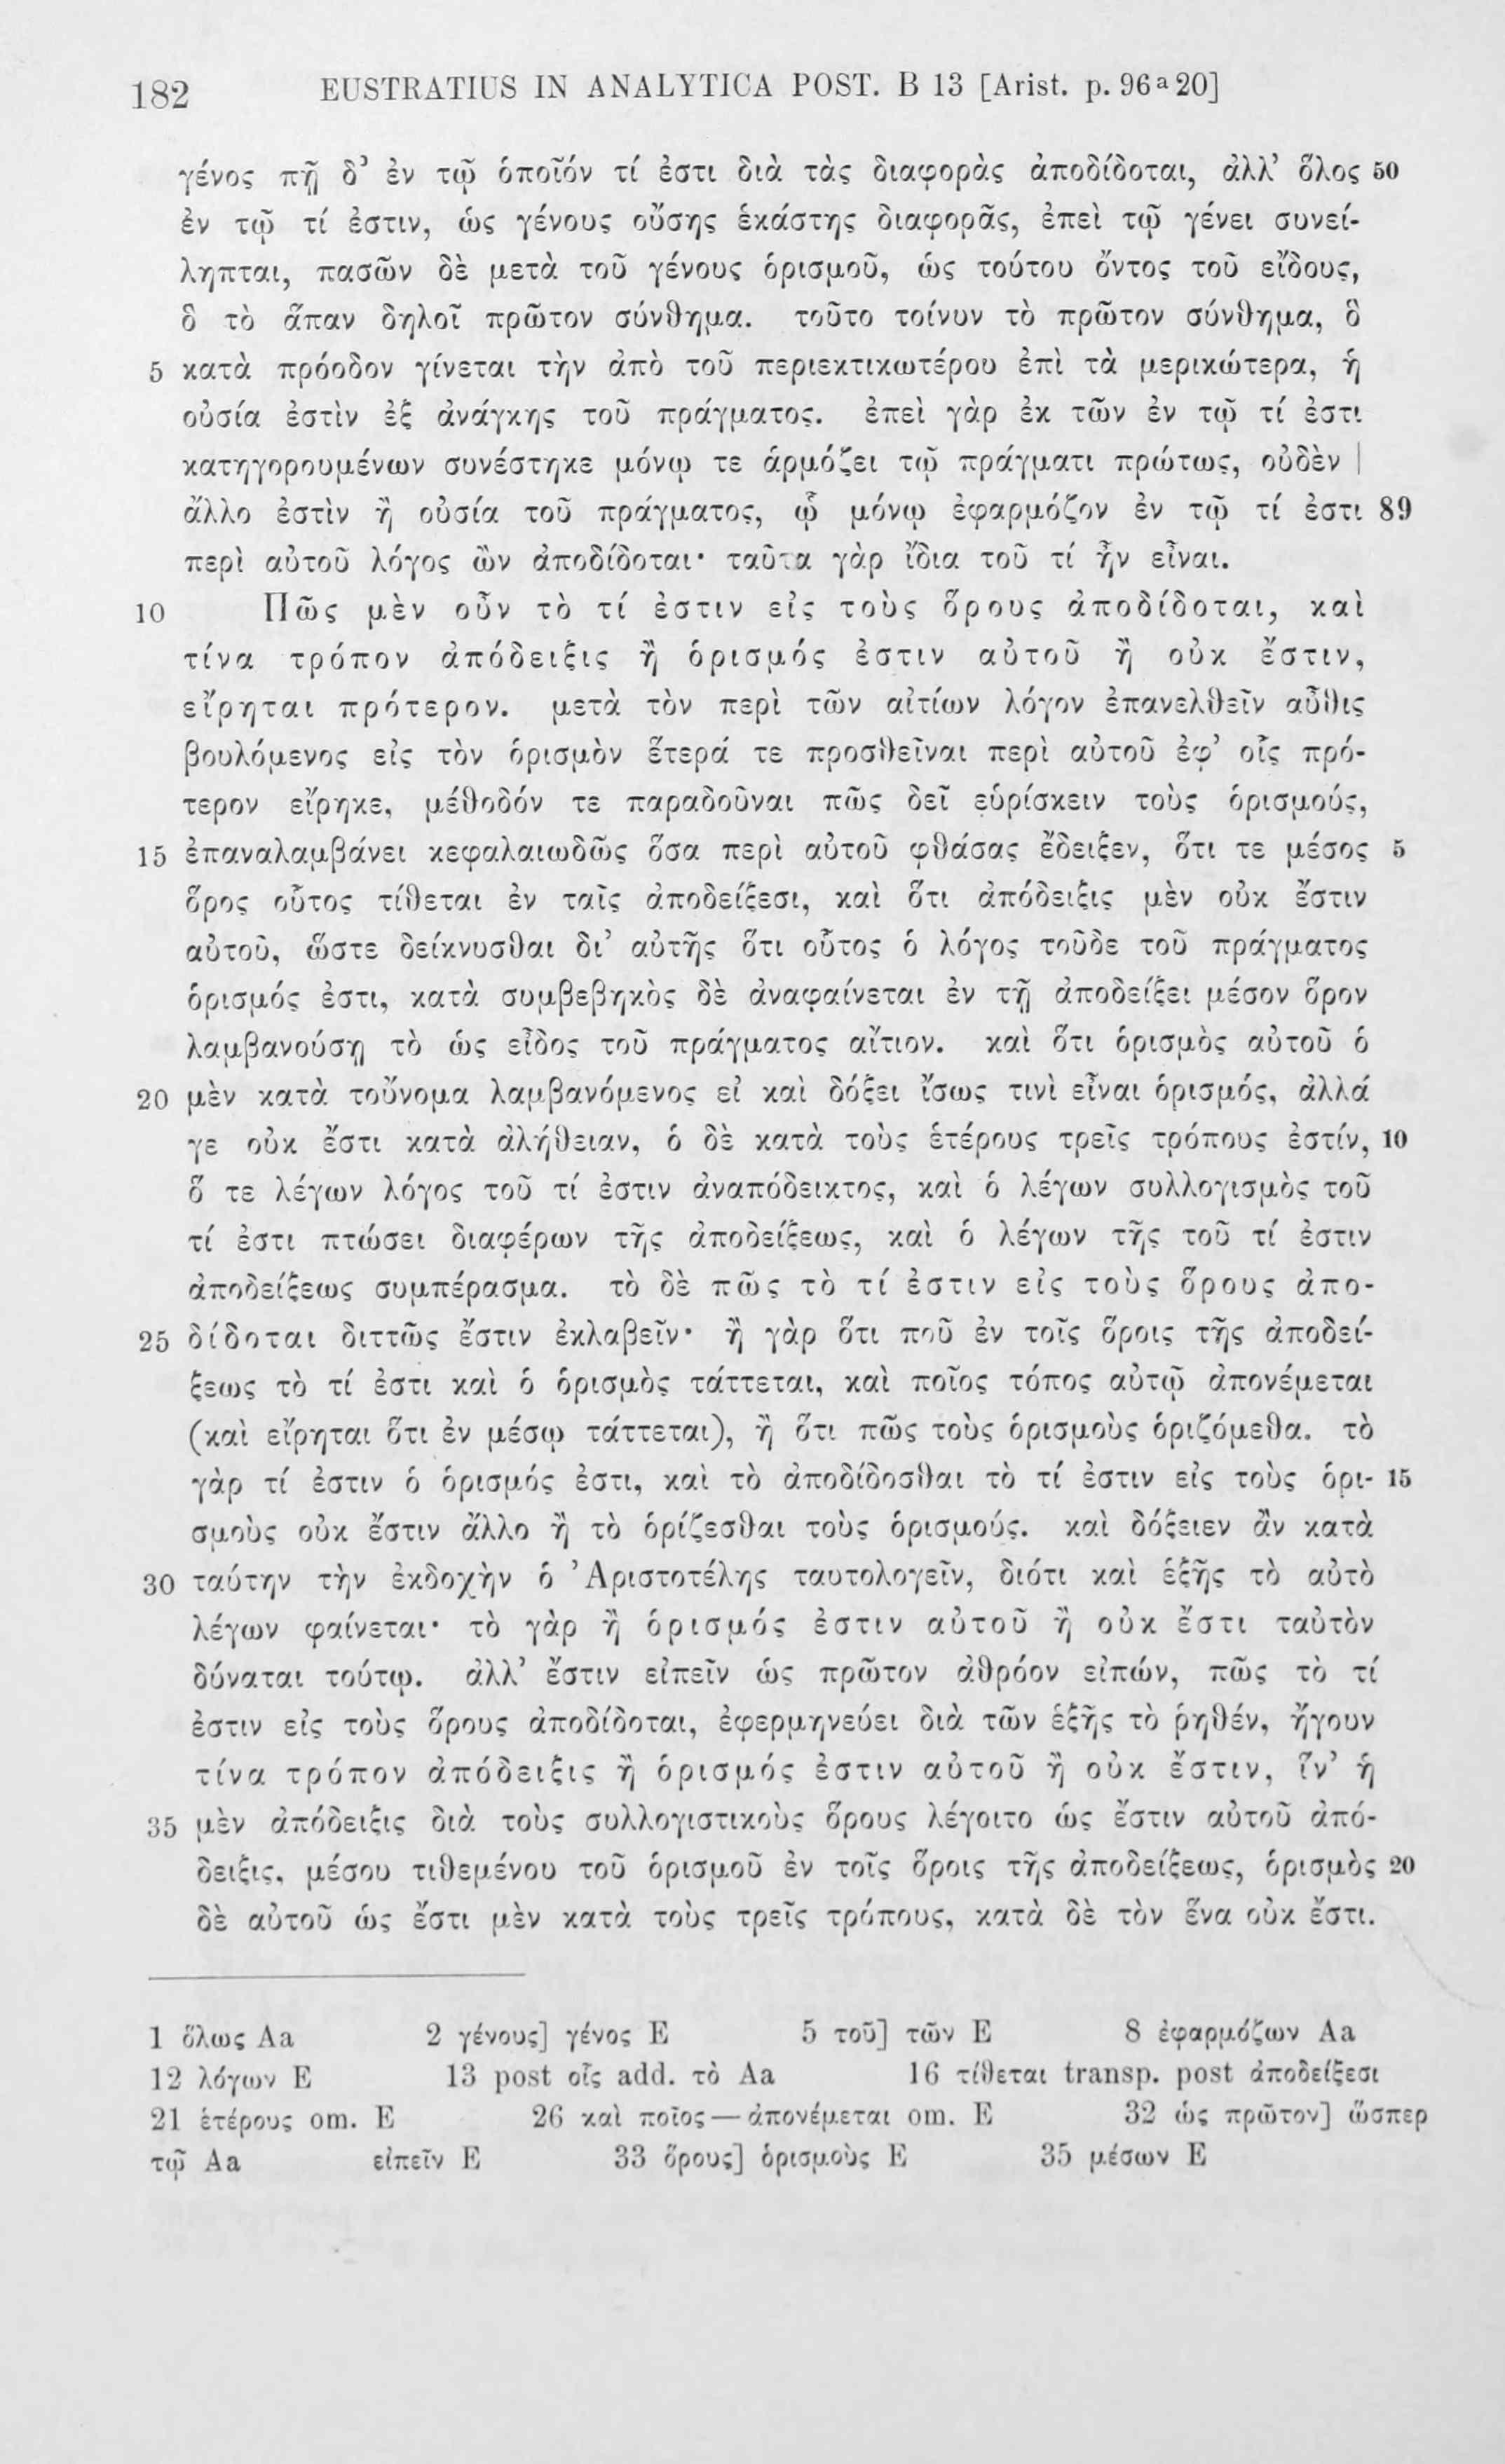 182 EUSTRATIUS IN ANALYTICA POST. B 13 [Arist. p. 96a20]
γένος πῇ δ’ ἐν τῷ ὁποῖόν τί ἐστι διὰ τὰς διαφορὰς ἀποδίδοται, ἀλλ’ ὅλος 50
ἐν τῷ τί ἐστιν, ὡς γένους οὔσης ἑκάστης διαφορᾶς, ἐπεὶ τῷ γένει συνεί-
ληπται, πασῶν δὲ μετὰ τοῦ γένους ὁρισμοῦ, ὡς τούτου ὄντος τοῦ εἴδους,
ὃ τὸ ἅπαν δηλοῖ πρῶτον σύνθημα. τοῦτο τοίνυν τὸ πρῶτον σύνθημα, ὃ
5 κατὰ πρόοδον γίνεται τὴν ἀπὸ τοῦ περιεκτικωτέρου ἐπὶ τὰ μερικώτερα, ἡ
οὐσία ἐστὶν ἐξ ἀνάγκης τοῦ πράγματος. ἐπεὶ γὰρ ἐκ τῶν ἐν τῷ τί ἐστι
κατηγορουμένων συνέστηκε μόνῳ τε ἁρμόζει τῷ πράγματι πρώτως, οὐδὲν |
ἄλλο ἐστὶν ἢ οὐσία τοῦ πράγματος, ᾧ μόνῳ ἐφαρμόζον ἐν τῷ τί ἐστι 89
περὶ αὐτοῦ λόγος ὢν ἀποδίδοται· ταῦτα γὰρ ἴδια τοῦ τί ἦν εἶναι.
10 Πῶς μὲν οὖν τὸ τί ἐστιν εἰς τοὺς ὅρους ἀποδίδοται, καὶ
τίνα τρόπον ἀπόδειξις ἢ ὁρισμός ἐστιν αὐτοῦ ἢ οὐκ ἔστιν,
εἴρηται πρότερον. μετὰ τὸν περὶ τῶν αἰτίων λόγον ἐπανελθεῖν αὖθις
βουλόμενος εἰς τὸν ὁρισμὸν ἕτερά τε προσθεῖναι περὶ αὐτοῦ ἐφ’ οἷς πρό-
τερον εἴρηκε, μέθοδόν τε παραδοῦναι πῶς δεῖ εὑρίσκειν τοὺς ὁρισμούς,
15 ἐπαναλαμβάνει κεφαλαιωδῶς ὅσα περὶ αὐτοῦ φθάσας ἔδειξεν, ὅτι τε μέσος 5
ὅρος οὗτος τίθεται ἐν ταῖς ἀποδείξεσι, καὶ ὅτι ἀπόδειξις μὲν οὐκ ἔστιν
αὐτοῦ, ὥστε δείκνυσθαι δι’ αὐτῆς ὅτι οὗτος ὁ λόγος τοῦδε τοῦ πράγματος
ὁρισμός ἐστι, κατὰ συμβεβηκὸς δὲ ἀναφαίνεται ἐν τῇ ἀποδείξει μέσον ὅρον
λαμβανούσῃ τὸ ὡς εἶδος τοῦ πράγματος αἴτιον. καὶ ὅτι ὁρισμὸς αὐτοῦ ὁ
20 μὲν κατὰ τοὔνομα λαμβανόμενος εἰ καὶ δόξει ἴσως τινὶ εἶναι ὁρισμός, ἀλλά
γε οὐκ ἔστι κατὰ ἀλήθειαν, ὁ δὲ κατὰ τοὺς ἑτέρους τρεῖς τρόπους ἐστίν, 10
ὅ τε λέγων λόγος τοῦ τί ἐστιν ἀναπόδεικτος, καὶ ὁ λέγων συλλογισμὸς τοῦ
τί ἐστι πτώσει διαφέρων τῆς ἀποδείξεως, καὶ ὁ λέγων τῆς τοῦ τί ἐστιν
ἀποδείξεως συμπέρασμα. τὸ δὲ πῶς τὸ τί ἐστιν εἰς τοὺς ὅρους ἀπο-
25 δίδοται διττῶς ἔστιν ἐκλαβεῖν· ἢ γὰρ ὅτι ποῦ ἐν τοῖς ὅροις τῆς ἀποδεί-
ξεως τὸ τί ἐστι καὶ ὁ ὁρισμὸς τάττεται, καὶ ποῖος τόπος αὐτῷ ἀπονέμεται
(καὶ εἴρηται ὅτι ἐν μέσῳ τάττεται), ἢ ὅτι πῶς τοὺς ὁρισμοὺς ὁριζόμεθα. τὸ
γὰρ τί ἐστιν ὁ ὁρισμός ἐστι, καὶ τὸ ἀποδίδοσθαι τὸ τί ἐστιν εἰς τοὺς ὁρι- 15
σμοὺς οὐκ ἔστιν ἄλλο ἢ τὸ ὁρίζεσθαι τοὺς ὁρισμούς. καὶ δόξειεν ἂν κατὰ
30 ταύτην τὴν ἐκδοχὴν ὁ Ἀριστοτέλης ταυτολογεῖν, διότι καὶ ἑξῆς τὸ αὐτὸ
λέγων φαίνεται· τὸ γὰρ ἢ ὁρισμός ἐστιν αὐτοῦ ἢ οὐκ ἔστι ταὐτὸν
δύναται τούτῳ. ἀλλ’ ἔστιν εἰπεῖν ὡς πρῶτον ἀθρόον εἰπών, πῶς τὸ τί
ἐστιν εἰς τοὺς ὅρους ἀποδίδοται, ἐφερμηνεύει διὰ τῶν ἑξῆς τὸ ῥηθέν, ἤγουν
τίνα τρόπον ἀπόδειξις ἢ ὁρισμός ἐστιν αὐτοῦ ἢ οὐκ ἔστιν, ἵν’ ἡ
35 μὲν ἀπόδειξις διὰ τοὺς συλλογιστικοὺς ὅρους λέγοιτο ὡς ἔστιν αὐτοῦ ἀπό-
δειξις, μέσου τιθεμένου τοῦ ὁρισμοῦ ἐν τοῖς ὅροις τῆς ἀποδείξεως, ὁρισμὸς 20
δὲ αὐτοῦ ὡς ἔστι μὲν κατὰ τοὺς τρεῖς τρόπους, κατὰ δὲ τὸν ἕνα οὐκ ἔστι.
1 ὅλως Aa 2 γένους] γένος E 5 τοῦ] τῶν E 8 ἐφαρμόζων Aa
12 λόγων E 13 post οἷς add. τὸ Aa 16 τίθεται transp. post ἀποδείξεσι
21 ἑτέρους om. E 26 καὶ ποῖος — ἀπονέμεται om. E 32 ὡς πρῶτον] ὥσπερ
τῷ Aa εἰπεῖν E 33 ὅρους] ὁρισμοὺς E 35 μέσων E